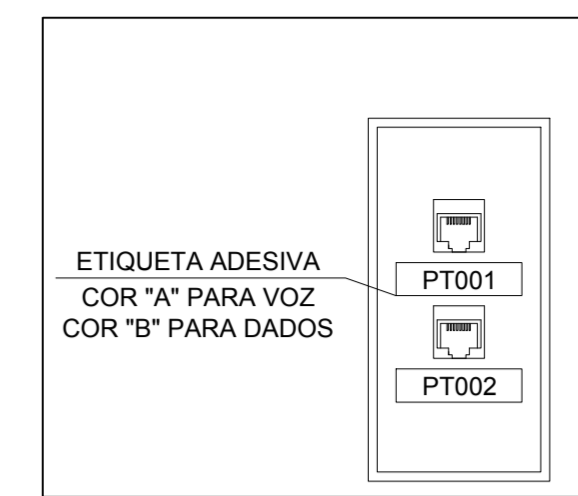 ETIQUETA ADESIVA
COR "A" PARA VOZ
COR "B" PARA DADOS
PT001
PT002